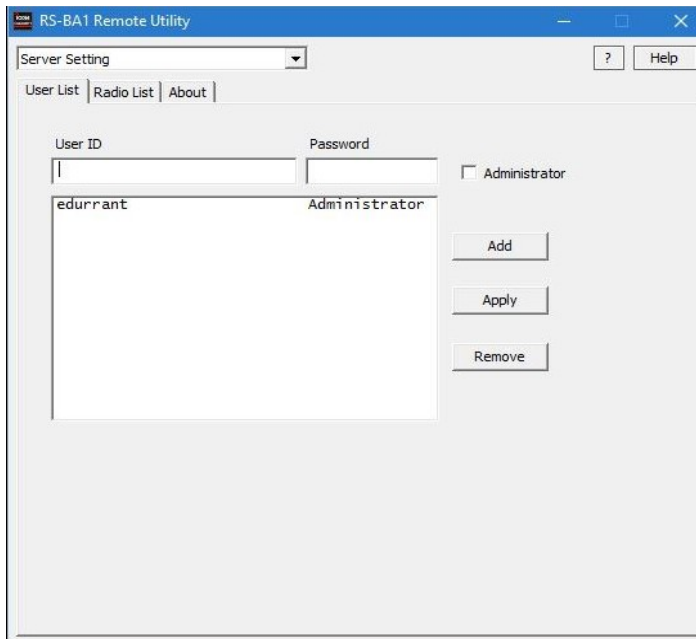 RS-BA1 Remote Utility
Server Setting
? Help
User List Radio List About
User ID Password
Administrator
edurrant Administrator
Add
Apply
Remove